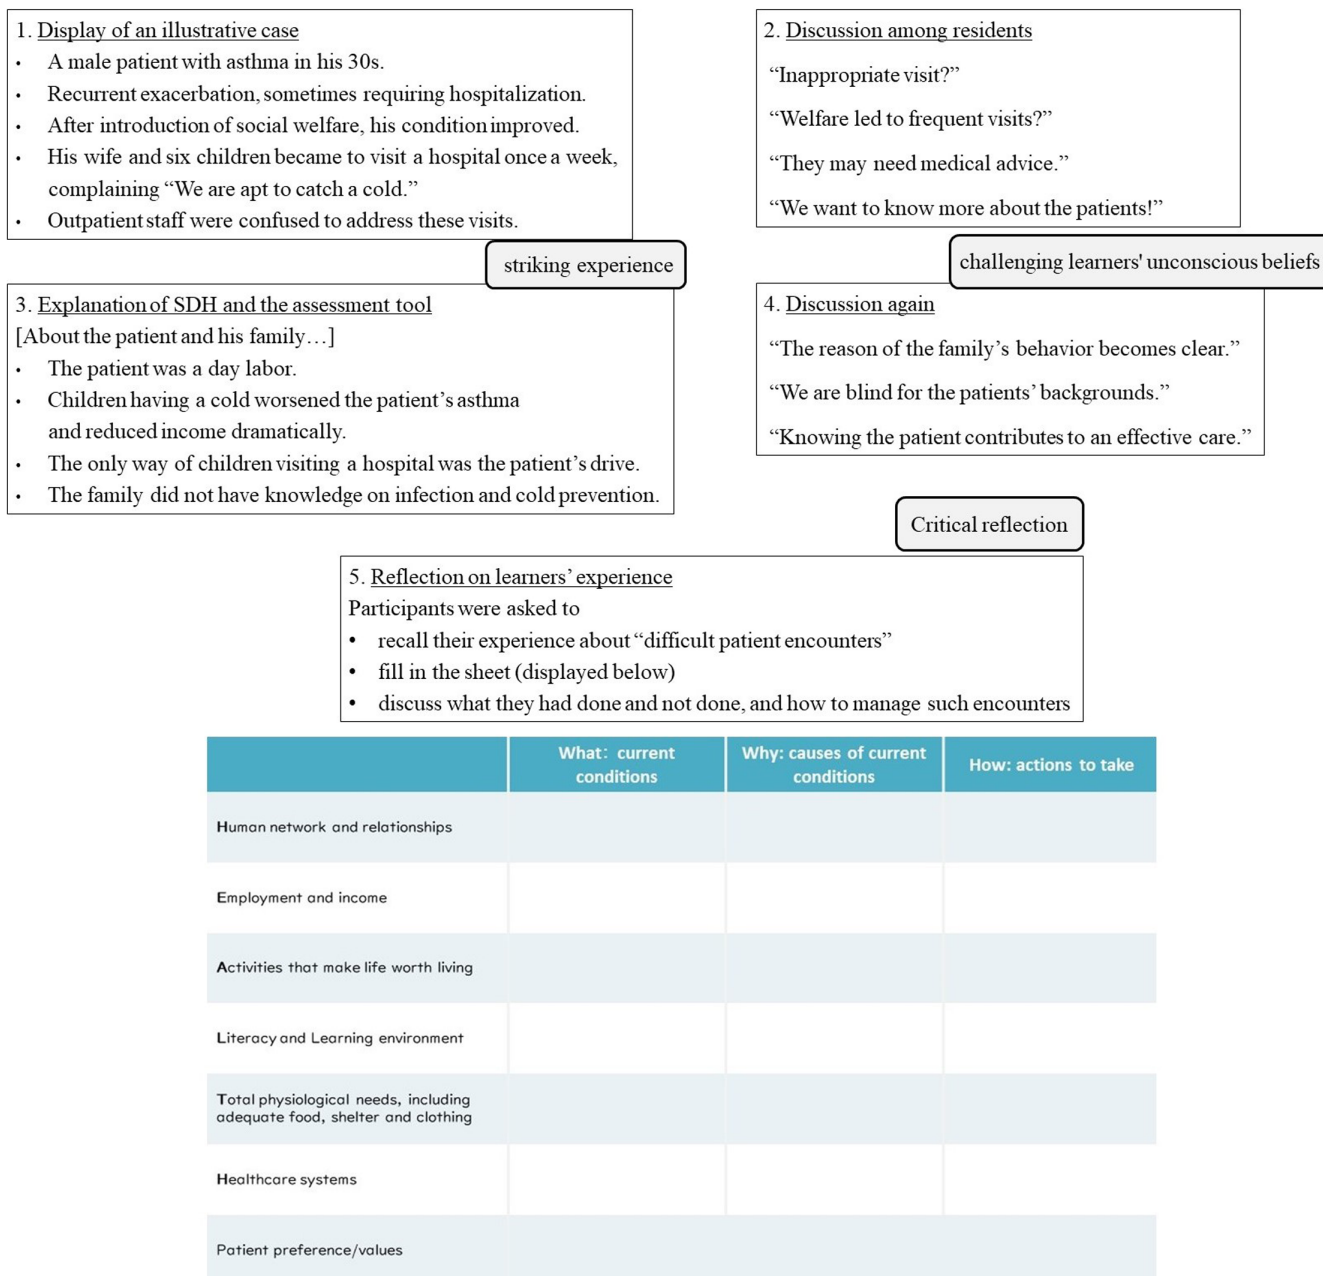 1. Display of an illustrative case
• A male patient with asthma in his 30s.
• Recurrent exacerbation, sometimes requiring hospitalization.
• After introduction of social welfare, his condition improved.
• His wife and six children became to visit a hospital once a week,
complaining “We are apt to catch a cold.”
• Outpatient staff were confused to address these visits.
striking experience
2. Discussion among residents
“Inappropriate visit?”
“Welfare led to frequent visits?”
“They may need medical advice.”
“We want to know more about the patients!”
challenging learners' unconscious beliefs
3. Explanation of SDH and the assessment tool
[About the patient and his family…]
• The patient was a day labor.
• Children having a cold worsened the patient’s asthma
and reduced income dramatically.
• The only way of children visiting a hospital was the patient’s drive.
• The family did not have knowledge on infection and cold prevention.
4. Discussion again
“The reason of the family’s behavior becomes clear.”
“We are blind for the patients’ backgrounds.”
“Knowing the patient contributes to an effective care.”
Critical reflection
5. Reflection on learners’ experience
Participants were asked to
• recall their experience about “difficult patient encounters”
• fill in the sheet (displayed below)
• discuss what they had done and not done, and how to manage such encounters
What: current
conditions
Why: causes of current
conditions
How: actions to take
Human network and relationships
Employment and income
Activities that make life worth living
Literacy and Learning environment
Total physiological needs, including
adequate food, shelter and clothing
Healthcare systems
Patient preference/values